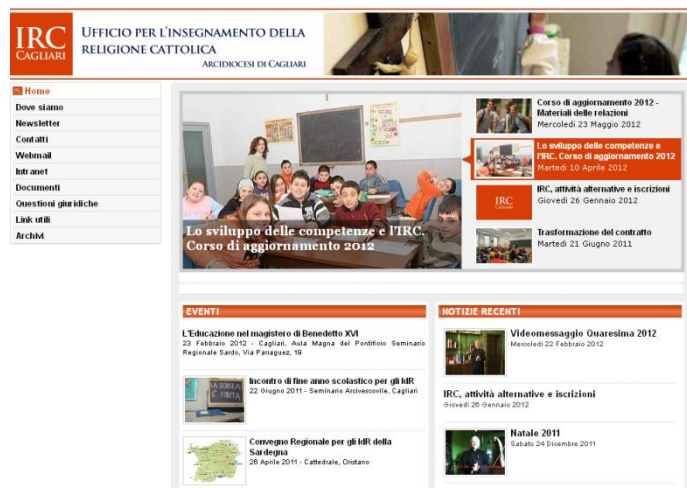 IRC
CAGLIARI
UFFICIO PER L'INSEGNAMENTO DELLA
RELIGIONE CATTOLICA
ARCIDIOCESI DI CAGLIARI
Home
Dove siamo
Newsletter
Contatti
Webmail
Intranet
Documenti
Questioni giuridiche
Link utili
Archivi
Lo sviluppo delle competenze e l'IRC.
Corso di aggiornamento 2012
Corso di aggiornamento 2012 -
Materiali delle relazioni
Mercoledì 23 Maggio 2012
Lo sviluppo delle competenze e
l'IRC. Corso di aggiornamento 2012
Martedì 10 Aprile 2012
IRC
CAGLIARI
IRC, attività alternative e iscrizioni
Giovedì 26 Gennaio 2012
Trasformazione del contratto
Martedì 21 Giugno 2011
EVENTI
L'Educazione nel magistero di Benedetto XVI
23 Febbraio 2012 - Cagliari, Aula Magna del Pontificio Seminario
Regionale Sardo, Via Parraguez, 19
LA SCUOLA
È FINITA
Incontro di fine anno scolastico per gli IdR
22 Giugno 2011 - Seminario Arcivescovile, Cagliari
Convegno Regionale per gli IdR della
Sardegna
26 Aprile 2011 - Cattedrale, Oristano
NOTIZIE RECENTI
Videomessaggio Quaresima 2012
Mercoledì 22 Febbraio 2012
IRC, attività alternative e iscrizioni
Giovedì 26 Gennaio 2012
Natale 2011
Sabato 24 Dicembre 2011